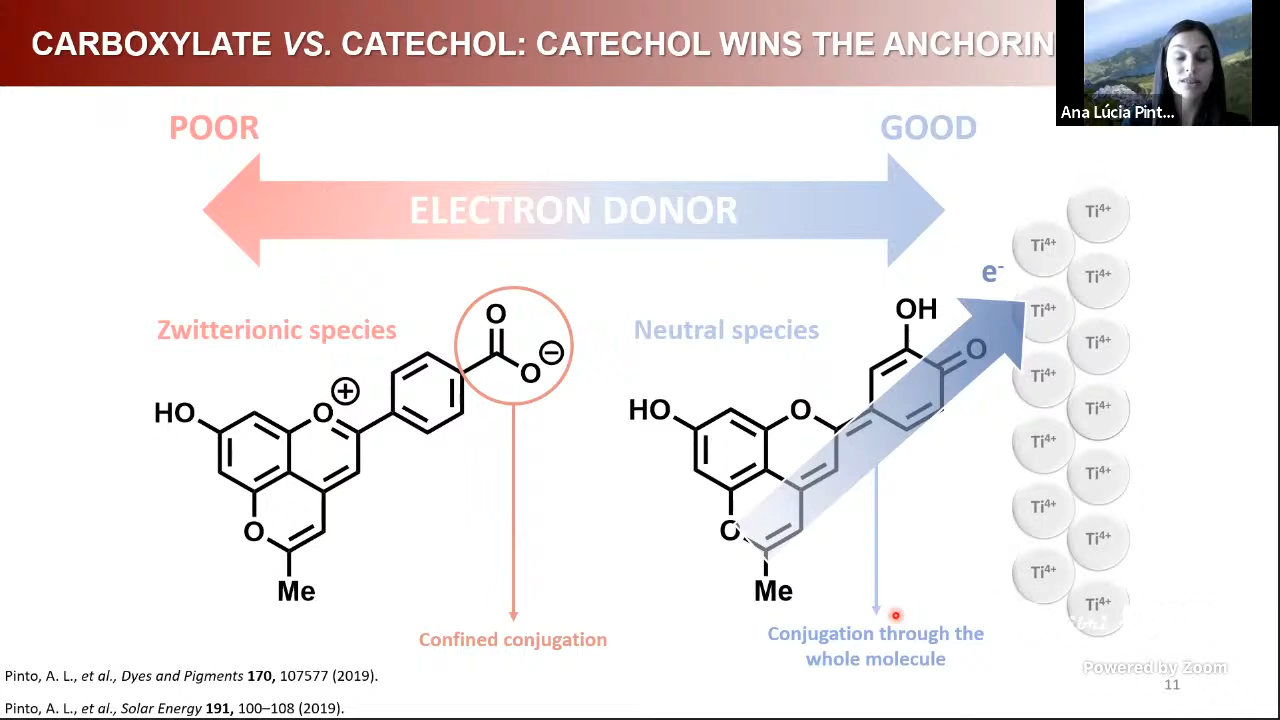 CARBOXYLATE VS. CATECHOL: CATECHOL WINS THE ANCHORIN
Ana Lúcia Pint...
POOR
GOOD
ELECTRON DONOR
Ti⁴⁺
Ti⁴⁺
Ti⁴⁺
Ti⁴⁺
Ti⁴⁺
Ti⁴⁺
Ti⁴⁺
Ti⁴⁺
Ti⁴⁺
Ti⁴⁺
Ti⁴⁺
Ti⁴⁺
Ti⁴⁺
e⁻
Zwitterionic species
O
O ⊖
HO
O ⊕
O
Me
Neutral species
OH
O
HO
O
O
Me
Confined conjugation
Conjugation through the
whole molecule
Pinto, A. L., et al., Dyes and Pigments 170, 107577 (2019).
Pinto, A. L., et al., Solar Energy 191, 100–108 (2019).
Powered by Zoom
11